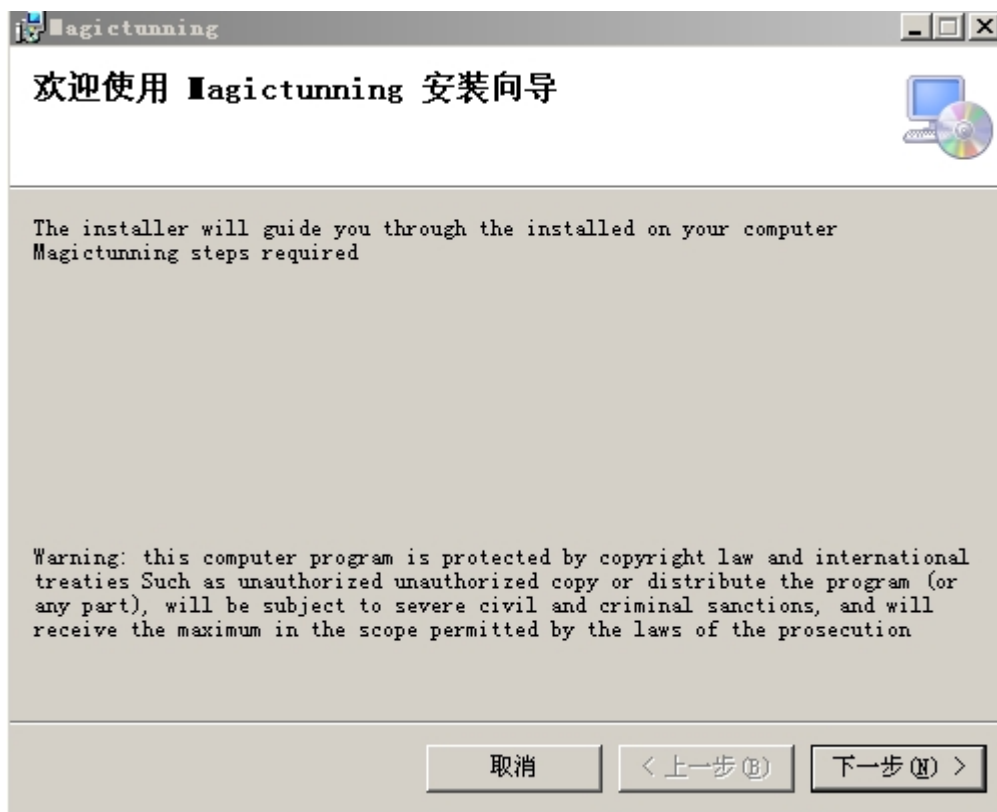 Magictunning
欢迎使用 Magictunning 安装向导
The installer will guide you through the installed on your computer
Magictunning steps required
Warning: this computer program is protected by copyright law and international
treaties Such as unauthorized unauthorized copy or distribute the program (or
any part), will be subject to severe civil and criminal sanctions, and will
receive the maximum in the scope permitted by the laws of the prosecution
取消
< 上一步(B)
下一步(N) >